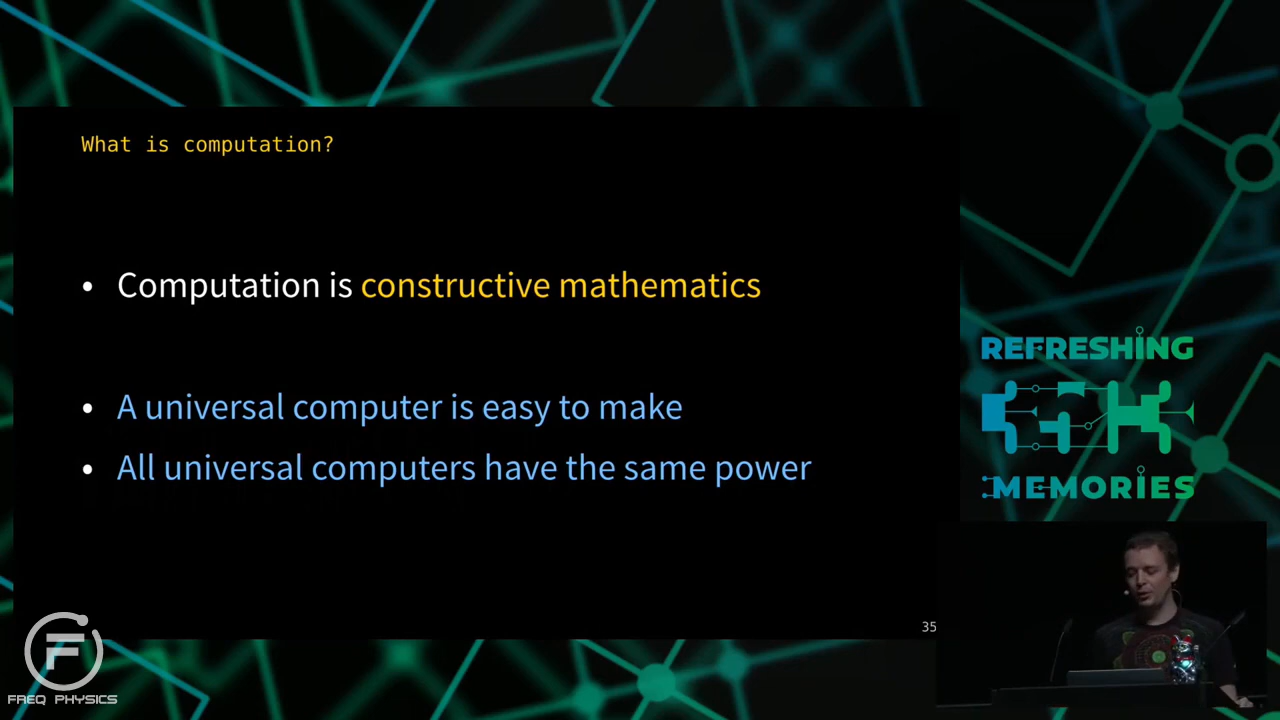 What is computation?
• Computation is constructive mathematics
• A universal computer is easy to make
• All universal computers have the same power
35
REFRESHING
35C3
MEMORIES
FREQ PHYSICS